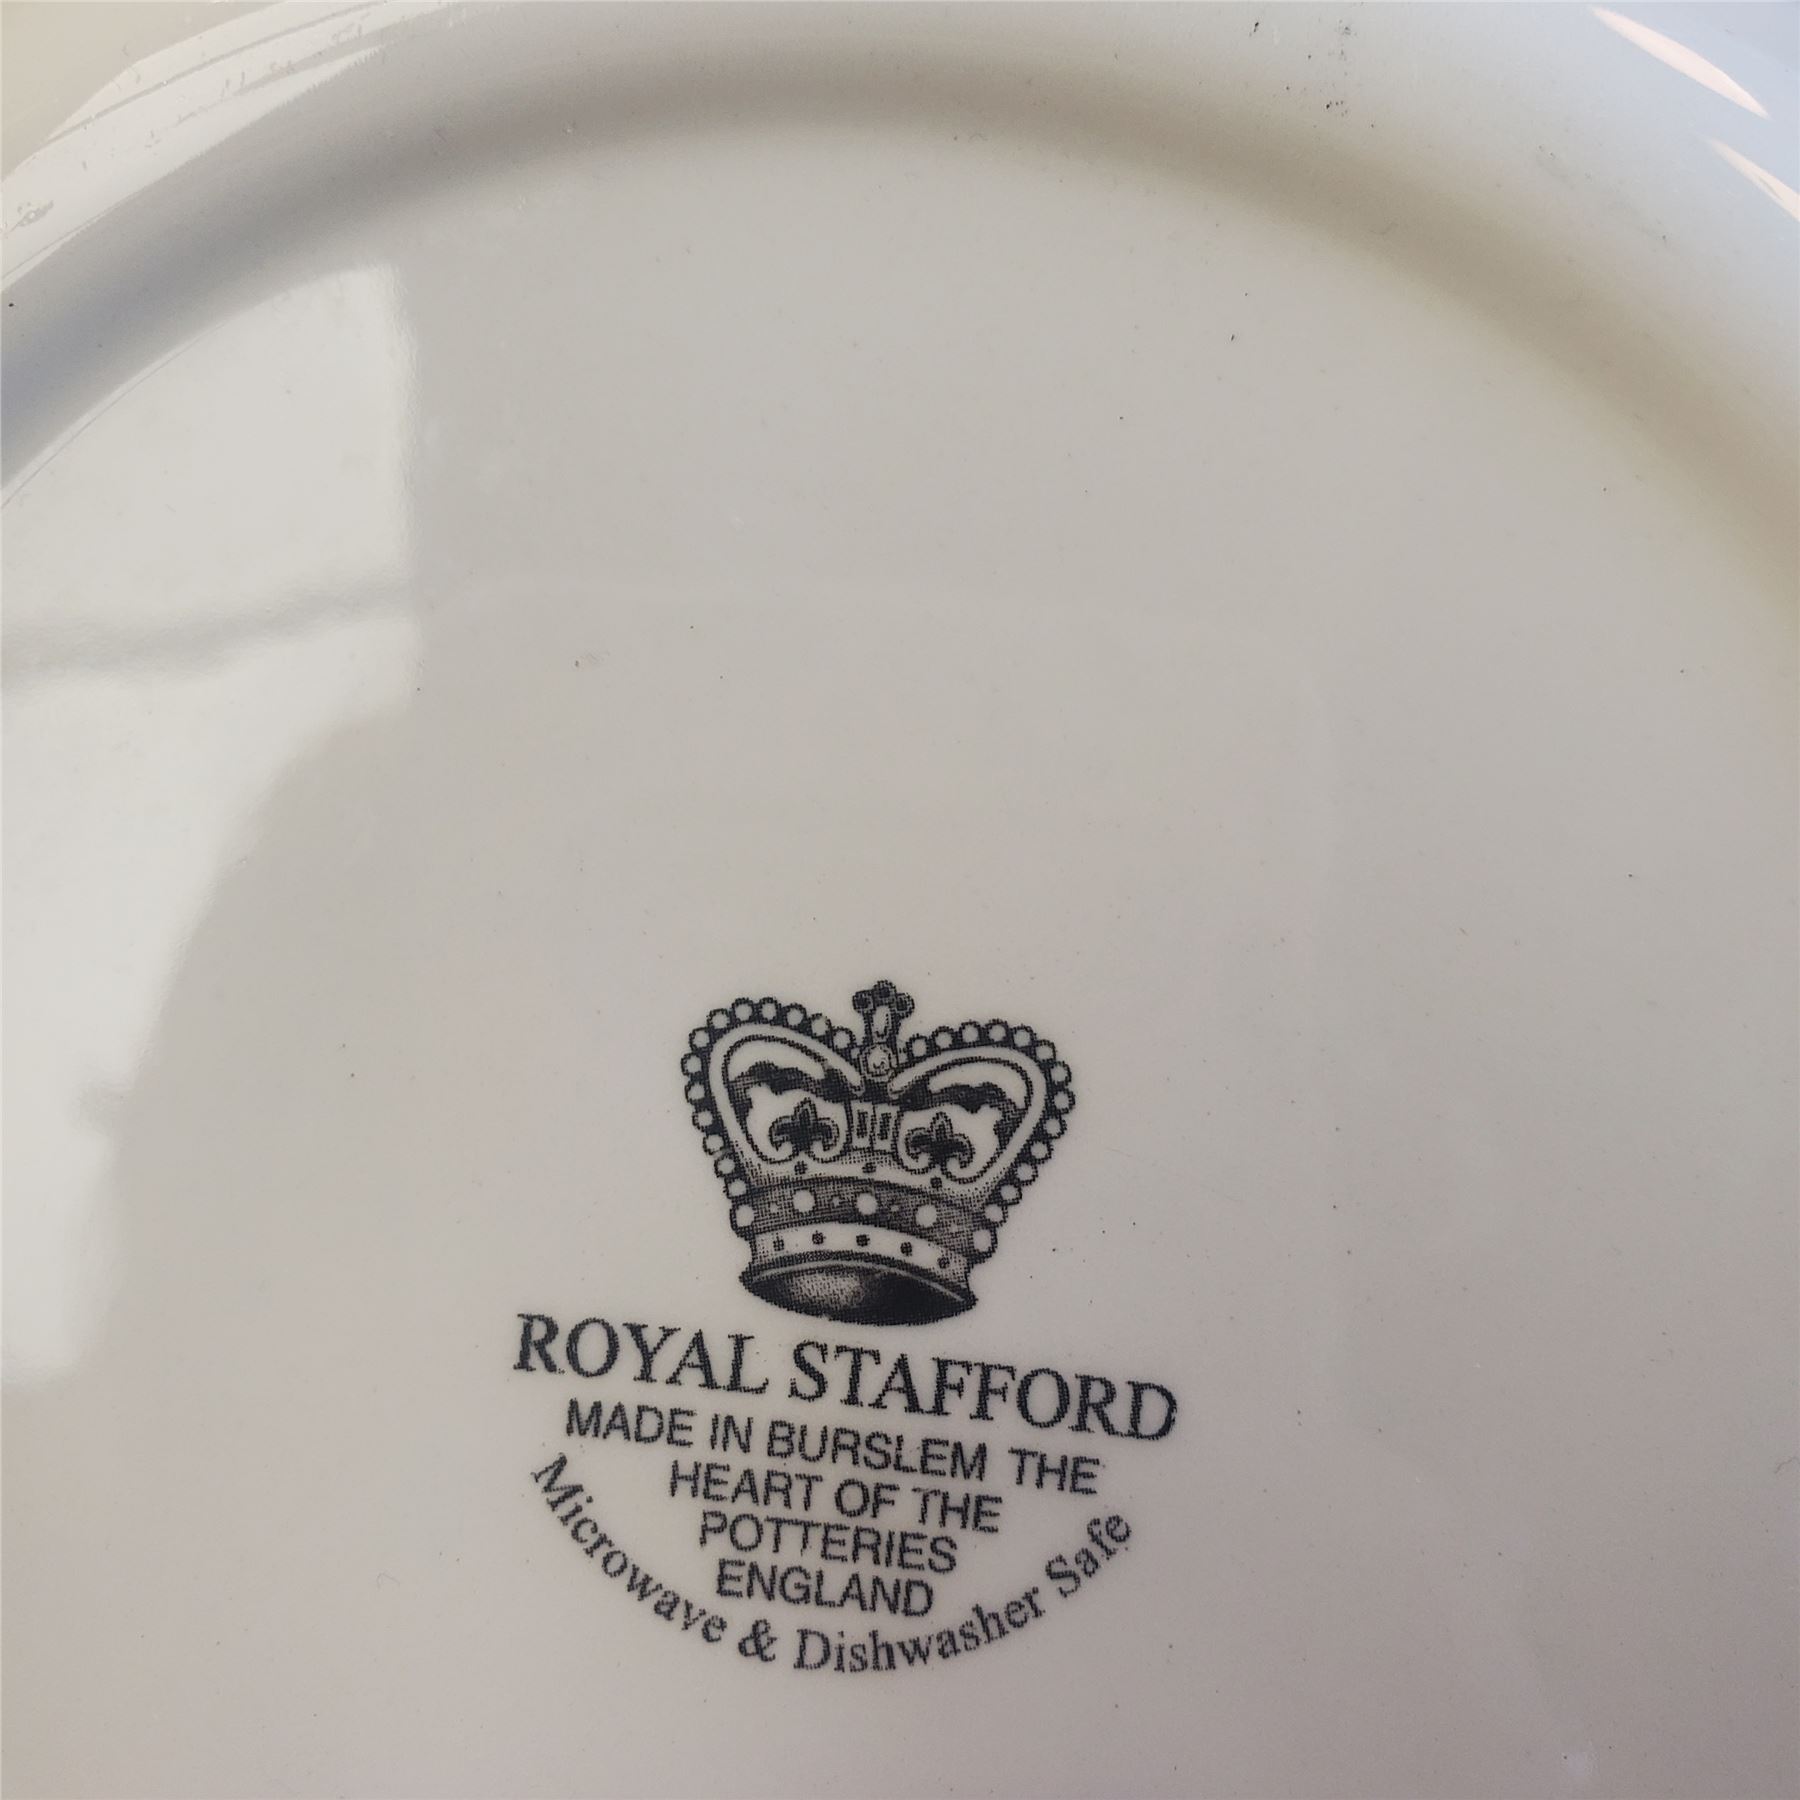 ROYAL STAFFORD
MADE IN BURSLEM THE
HEART OF THE
POTTERIES
ENGLAND
Microwave & Dishwasher Safe